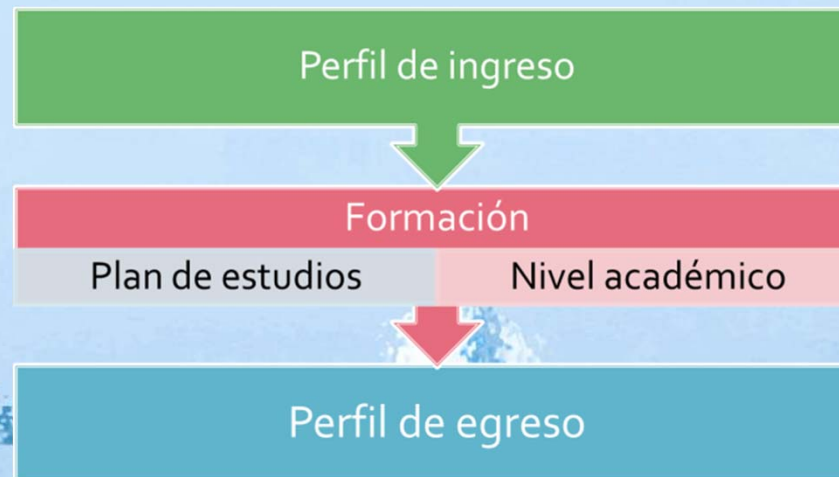 Perfil de ingreso
Formación
Plan de estudios
Nivel académico
Perfil de egreso